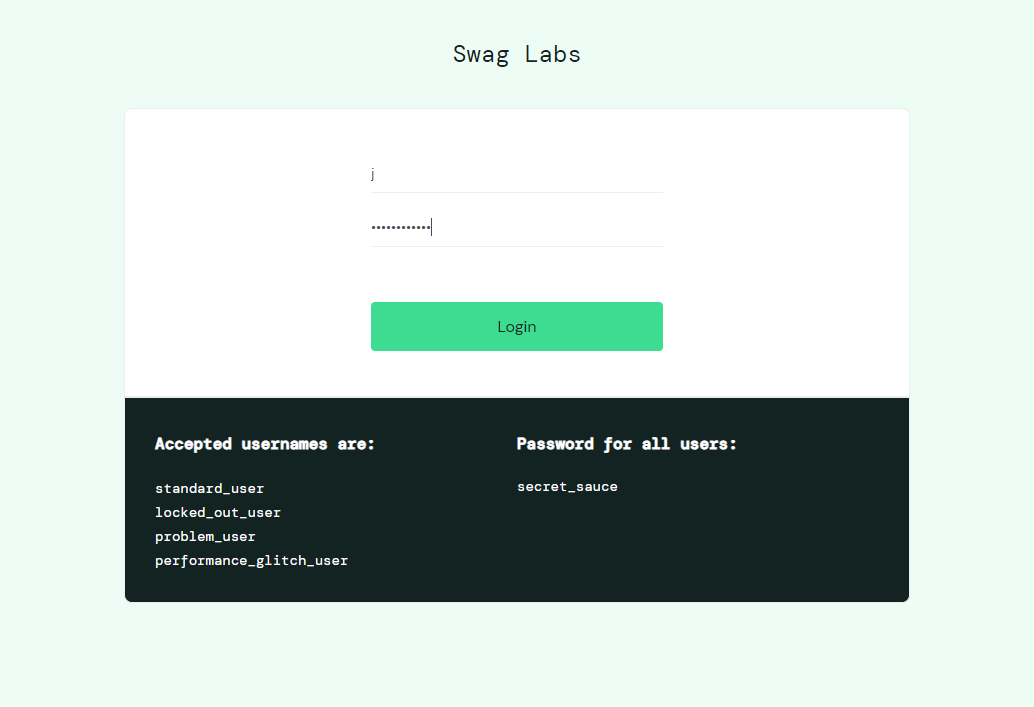 Swag Labs
j
••••••••••••
Login
Accepted usernames are:
standard_user
locked_out_user
problem_user
performance_glitch_user
Password for all users:
secret_sauce